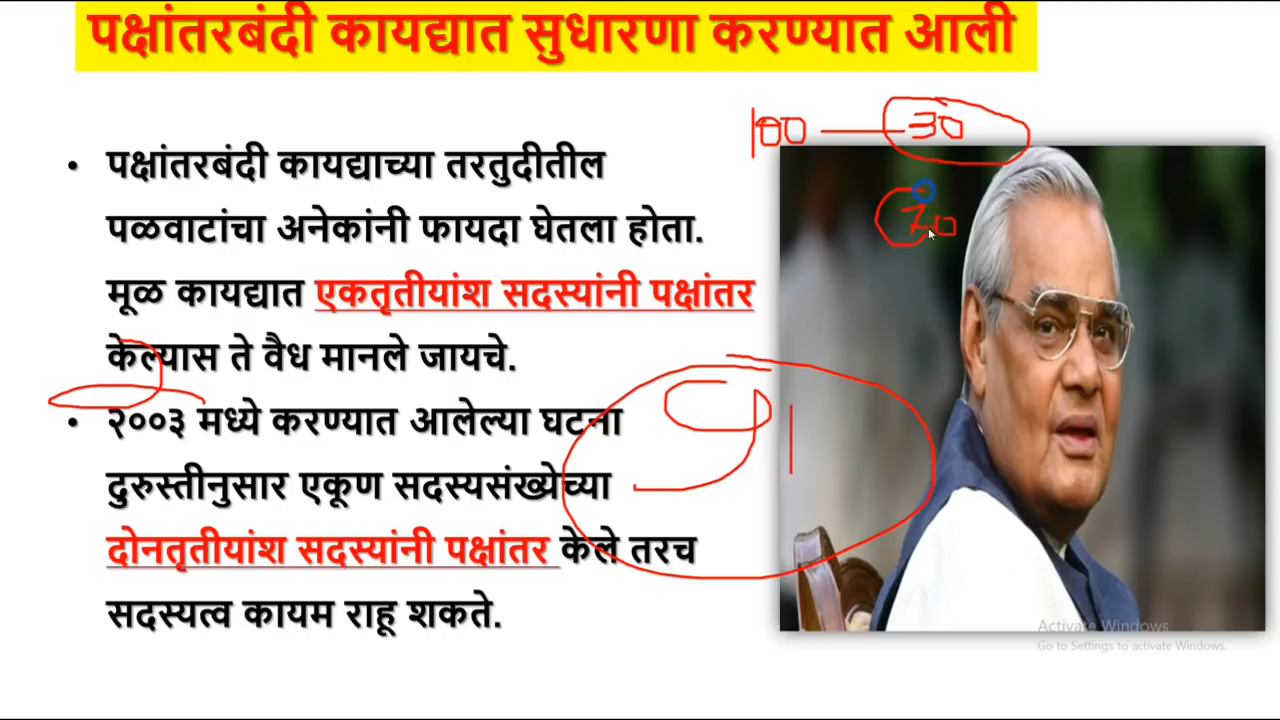 पक्षांतरबंदी कायद्यात सुधारणा करण्यात आली
100 — 30
70
• पक्षांतरबंदी कायद्याच्या तरतुदीतील
पळवाटांचा अनेकांनी फायदा घेतला होता.
मूळ कायद्यात एकतृतीयांश सदस्यांनी पक्षांतर
केल्यास ते वैध मानले जायचे.
• २००३ मध्ये करण्यात आलेल्या घटना
दुरुस्तीनुसार एकूण सदस्यसंख्येच्या
दोनतृतीयांश सदस्यांनी पक्षांतर केले तरच
सदस्यत्व कायम राहू शकते.
Activate Windows
Go to Settings to activate Windows.